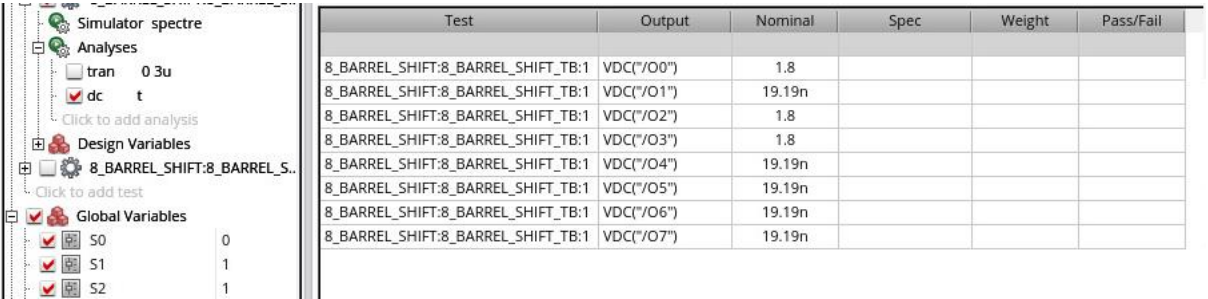 Simulator spectre
Analyses
tran 0 3u
dc t
Click to add analysis
Design Variables
8_BARREL_SHIFT:8_BARREL_S..
Click to add test
Global Variables
S0 0
S1 1
S2 1
Test Output Nominal Spec Weight Pass/Fail
8_BARREL_SHIFT:8_BARREL_SHIFT_TB:1 VDC("/O0") 1.8
8_BARREL_SHIFT:8_BARREL_SHIFT_TB:1 VDC("/O1") 19.19n
8_BARREL_SHIFT:8_BARREL_SHIFT_TB:1 VDC("/O2") 1.8
8_BARREL_SHIFT:8_BARREL_SHIFT_TB:1 VDC("/O3") 1.8
8_BARREL_SHIFT:8_BARREL_SHIFT_TB:1 VDC("/O4") 19.19n
8_BARREL_SHIFT:8_BARREL_SHIFT_TB:1 VDC("/O5") 19.19n
8_BARREL_SHIFT:8_BARREL_SHIFT_TB:1 VDC("/O6") 19.19n
8_BARREL_SHIFT:8_BARREL_SHIFT_TB:1 VDC("/O7") 19.19n